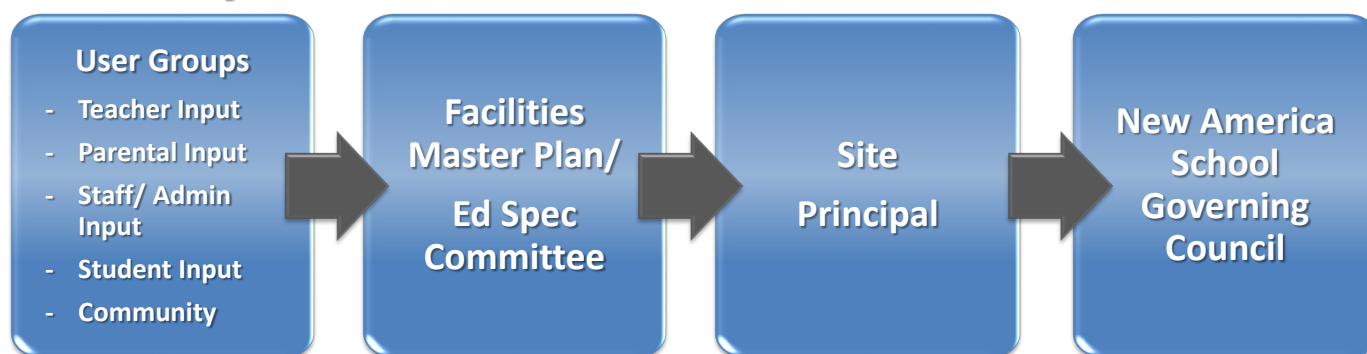 User Groups
- Teacher Input
- Parental Input
- Staff/ Admin
Input
- Student Input
- Community
Facilities
Master Plan/
Ed Spec
Committee
Site
Principal
New America
School
Governing
Council